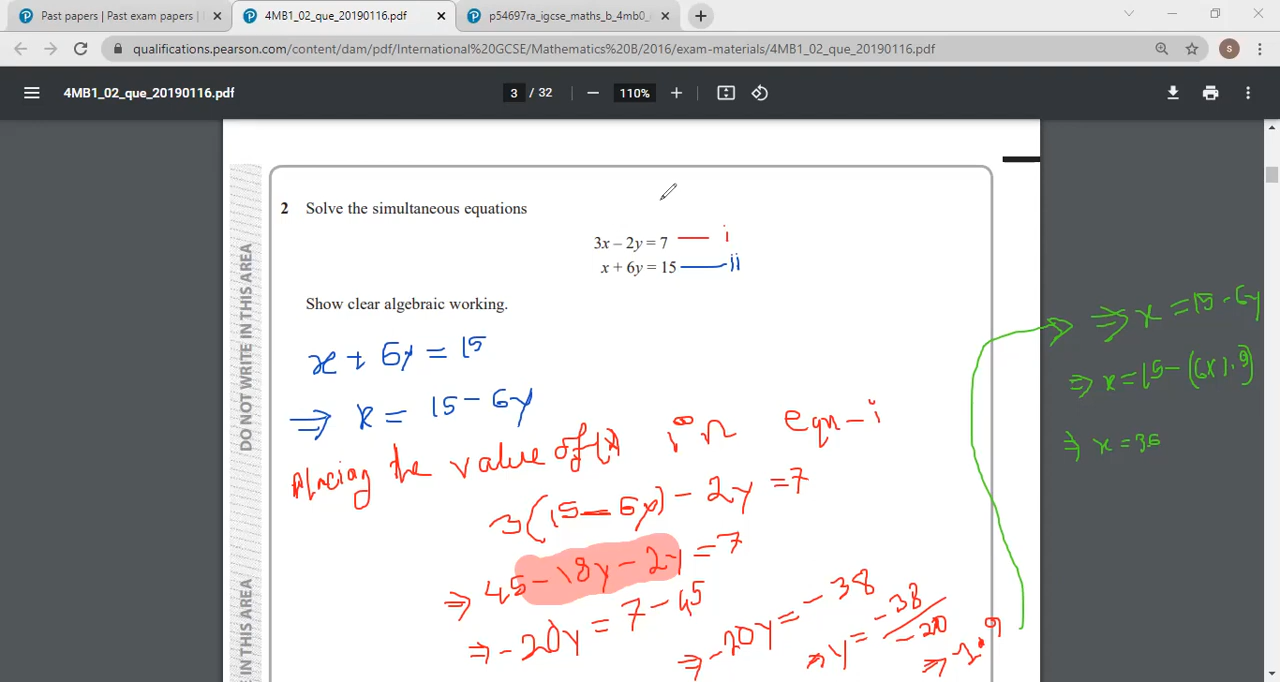 Past papers | Past exam papers |
4MB1_02_que_20190116.pdf
p54697ra_igcse_maths_b_4mb0_
qualifications.pearson.com/content/dam/pdf/International%20GCSE/Mathematics%20B/2016/exam-materials/4MB1_02_que_20190116.pdf
S
4MB1_02_que_20190116.pdf
3 / 32
110%
2 Solve the simultaneous equations
3x – 2y = 7 — i
x + 6y = 15 — ii
Show clear algebraic working.
x + 6y = 15
⇒ x = 15 - 6y
Placing the value of (x) in eqn - i
3(15 - 6y) - 2y = 7
⇒ 45 - 18y - 2y = 7
⇒ -20y = 7 - 45
⇒ -20y = -38
⇒ y = -38/-20
⇒ 1.9
⇒ x = 15 - 6y
⇒ x = 15 - (6x1.9)
⇒ x = 36
DO NOT WRITE IN THIS AREA
IN THIS AREA